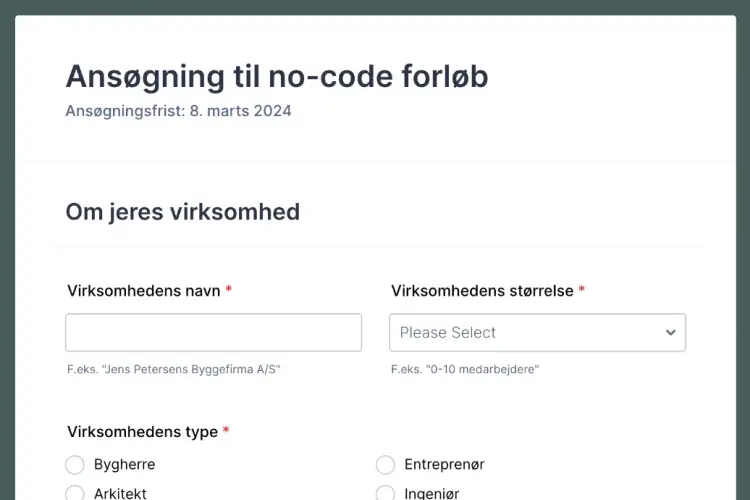 Ansøgning til no-code forløb
Ansøgningsfrist: 8. marts 2024
Om jeres virksomhed
Virksomhedens navn *
Virksomhedens størrelse *
Please Select
F.eks. "Jens Petersens Byggefirma A/S"
F.eks. "0-10 medarbejdere"
Virksomhedens type *
Bygherre
Entreprenør
Arkitekt
Ingeniør